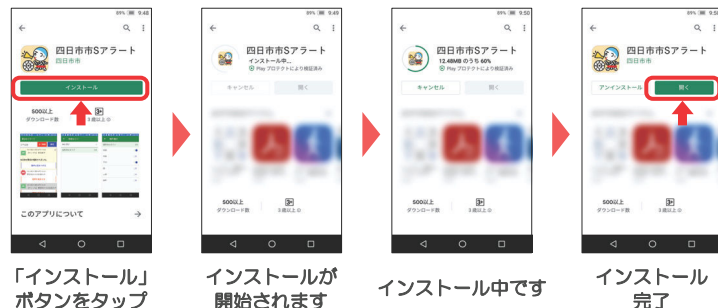 89% 9:48
四日市市Sアラート
四日市市
インストール
500以上
ダウンロード数
3歳以上
このアプリについて
「インストール」
ボタンをタップ
89% 9:49
四日市市Sアラート
インストール中...
Play プロテクトにより検証済み
キャンセル
開く
500以上
ダウンロード数
3歳以上
インストールが
開始されます
89% 9:50
四日市市Sアラート
12.48MB のうち 60%
Play プロテクトにより検証済み
キャンセル
開く
500以上
ダウンロード数
3歳以上
インストール中です
89% 9:50
四日市市Sアラート
四日市市
アンインストール
開く
500以上
ダウンロード数
3歳以上
インストール
完了